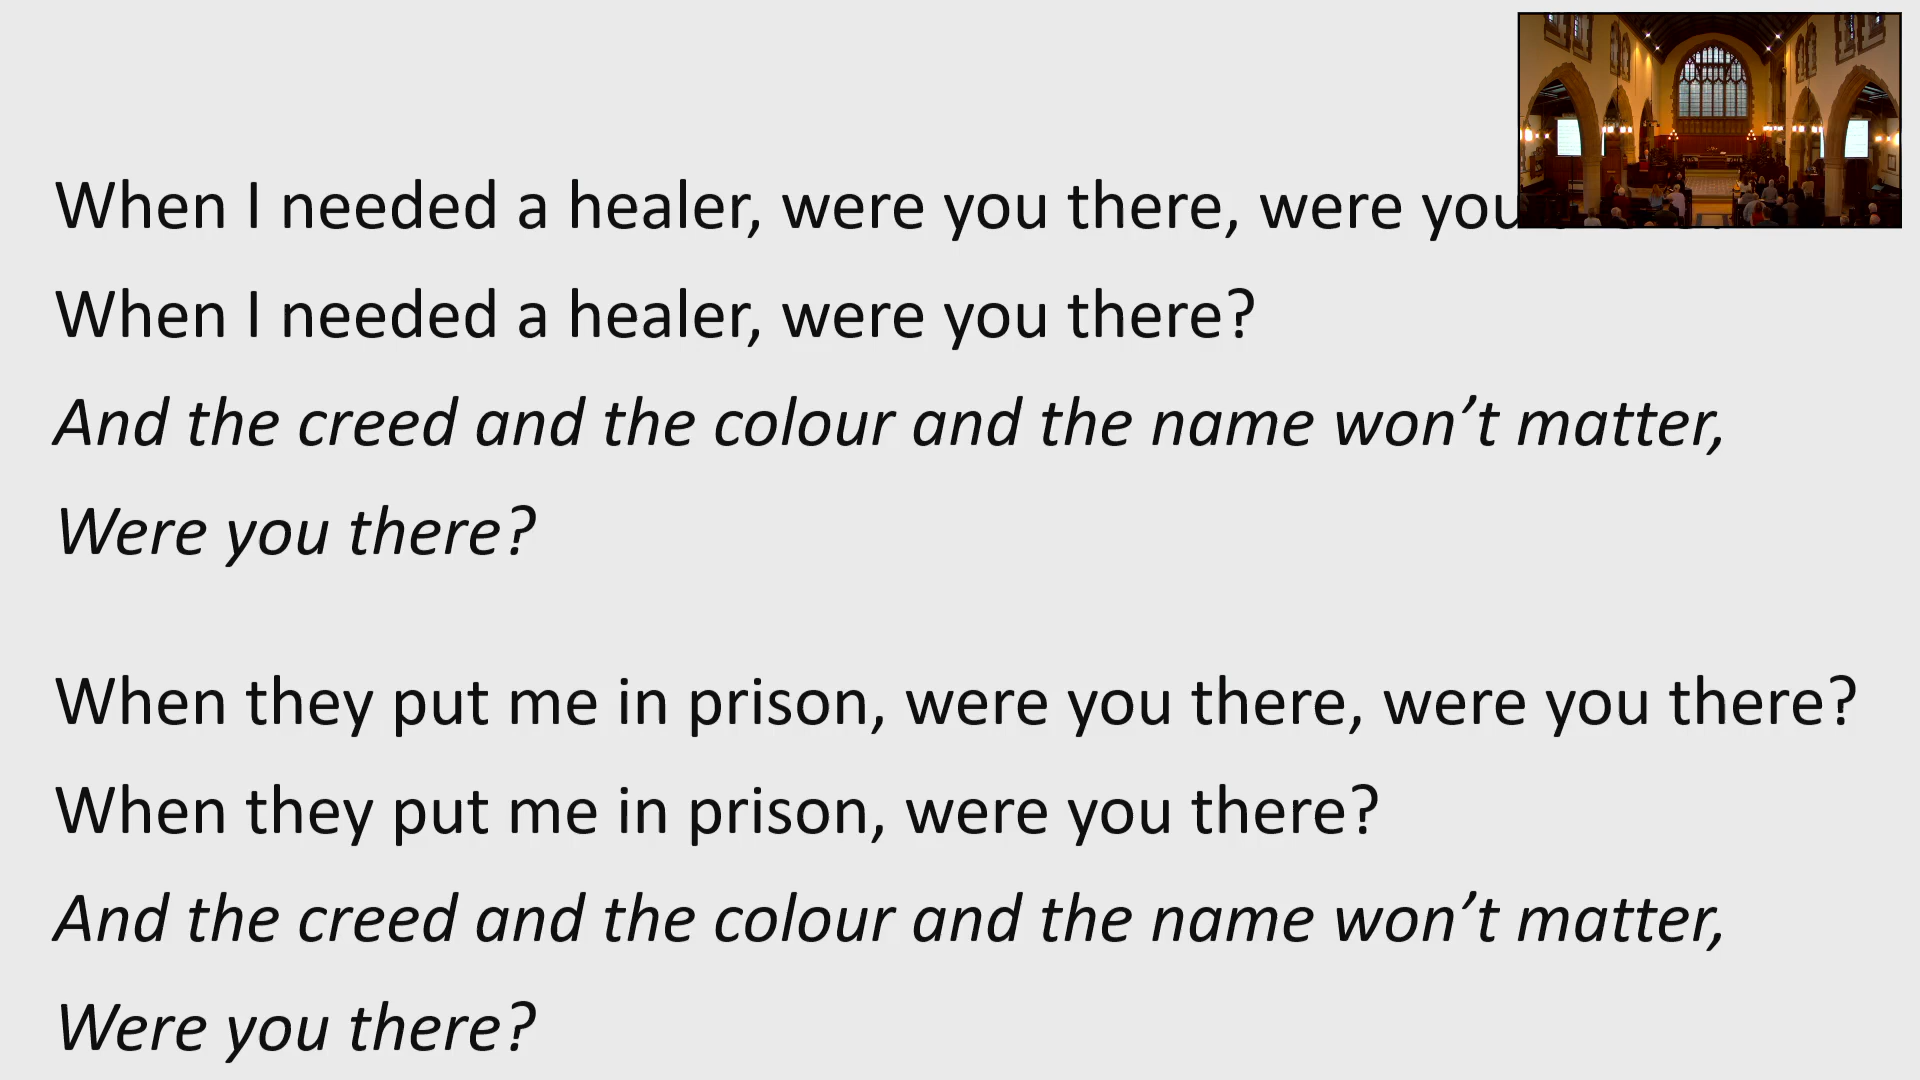 When I needed a healer, were you there, were you
When I needed a healer, were you there?
And the creed and the colour and the name won’t matter,
Were you there?
When they put me in prison, were you there, were you there?
When they put me in prison, were you there?
And the creed and the colour and the name won’t matter,
Were you there?